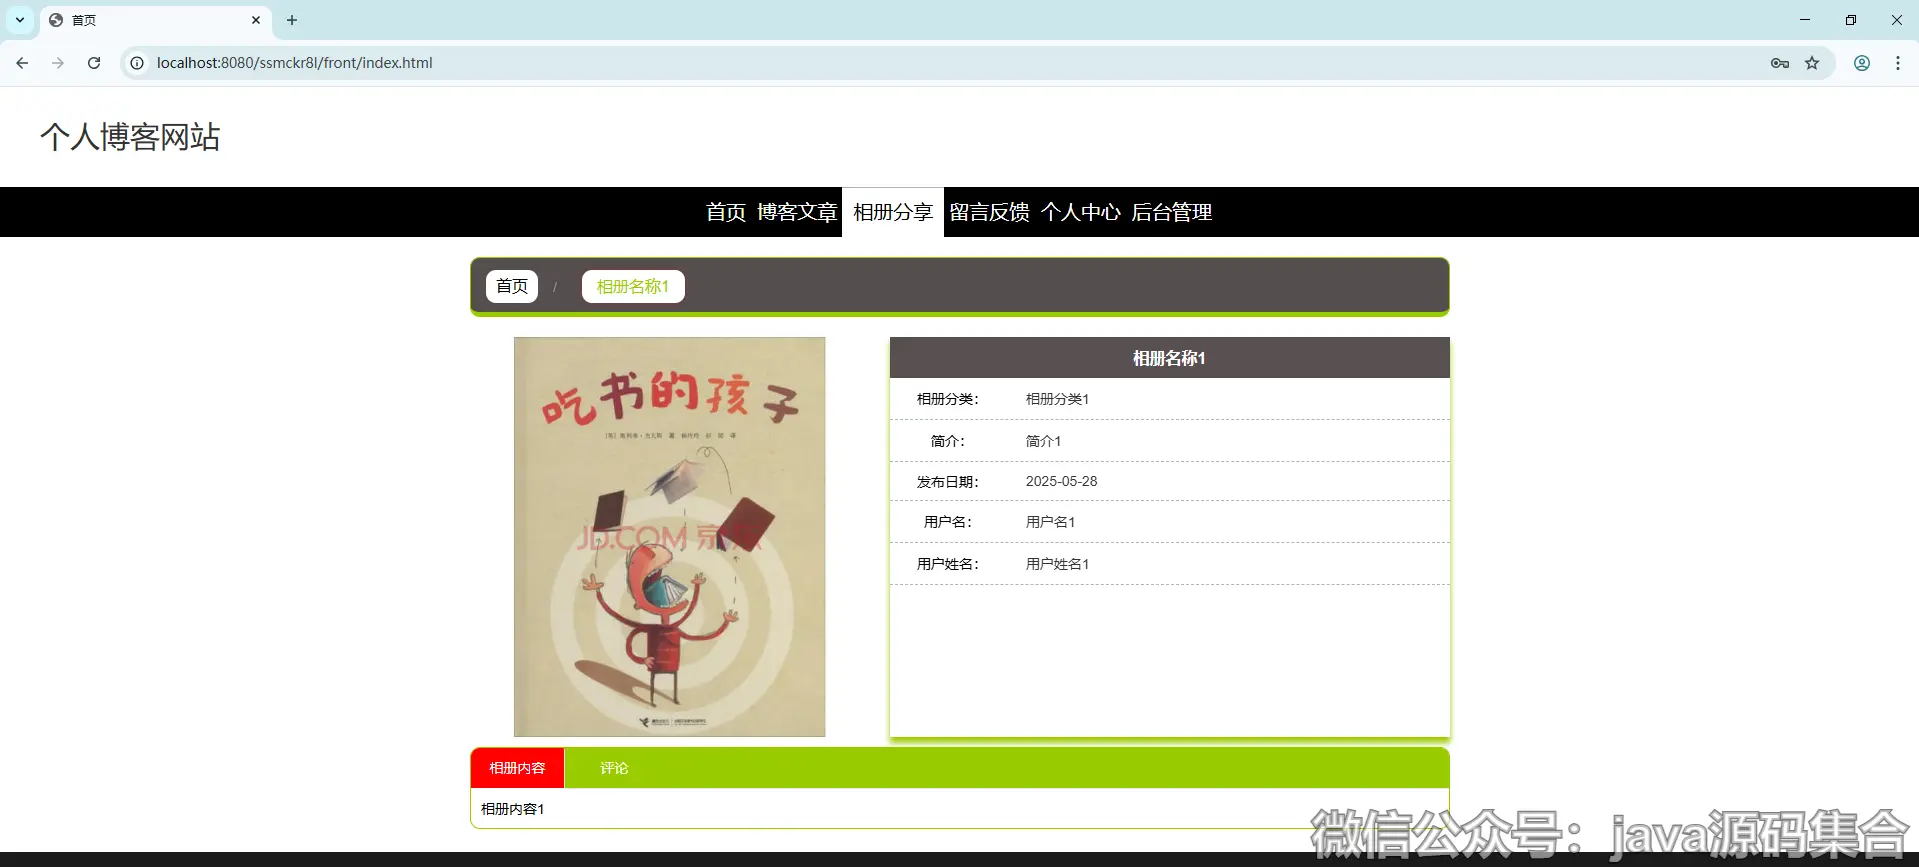 首页
localhost:8080/ssmckr8l/front/index.html
个人博客网站
首页 博客文章 相册分享 留言反馈 个人中心 后台管理
首页 / 相册名称1
吃书的孩子
JD.COM 京东
相册名称1
相册分类： 相册分类1
简介： 简介1
发布日期： 2025-05-28
用户名： 用户名1
用户姓名： 用户姓名1
相册内容 评论
相册内容1
微信公众号：java源码集合